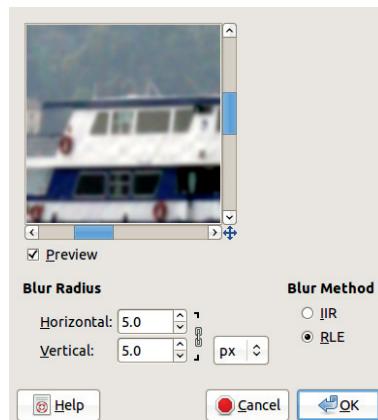 Preview
Blur Radius
Blur Method
Horizontal: 5.0
IIR
Vertical: 5.0 px
RLE
Help
Cancel
OK